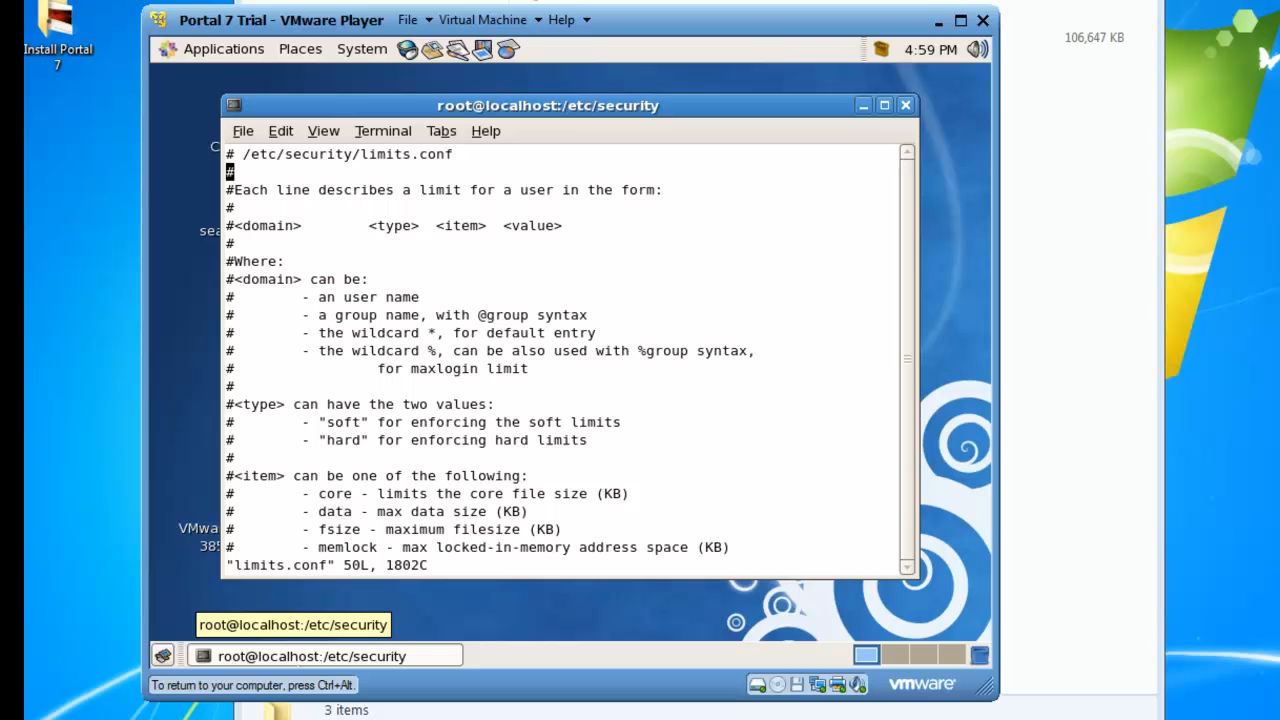 Install Portal
7
Portal 7 Trial - VMware Player File Virtual Machine Help
106,647 KB
Applications Places System 4:59 PM
root@localhost:/etc/security
File Edit View Terminal Tabs Help
# /etc/security/limits.conf
#
#Each line describes a limit for a user in the form:
#
#<domain> <type> <item> <value>
#
#Where:
#<domain> can be:
# - an user name
# - a group name, with @group syntax
# - the wildcard *, for default entry
# - the wildcard %, can be also used with %group syntax,
# for maxlogin limit
#
#<type> can have the two values:
# - "soft" for enforcing the soft limits
# - "hard" for enforcing hard limits
#
#<item> can be one of the following:
# - core - limits the core file size (KB)
# - data - max data size (KB)
# - fsize - maximum filesize (KB)
# - memlock - max locked-in-memory address space (KB)
"limits.conf" 50L, 1802C
C
sea
VMwa
385
root@localhost:/etc/security
root@localhost:/etc/security
To return to your computer, press Ctrl+Alt.
vmware
3 items